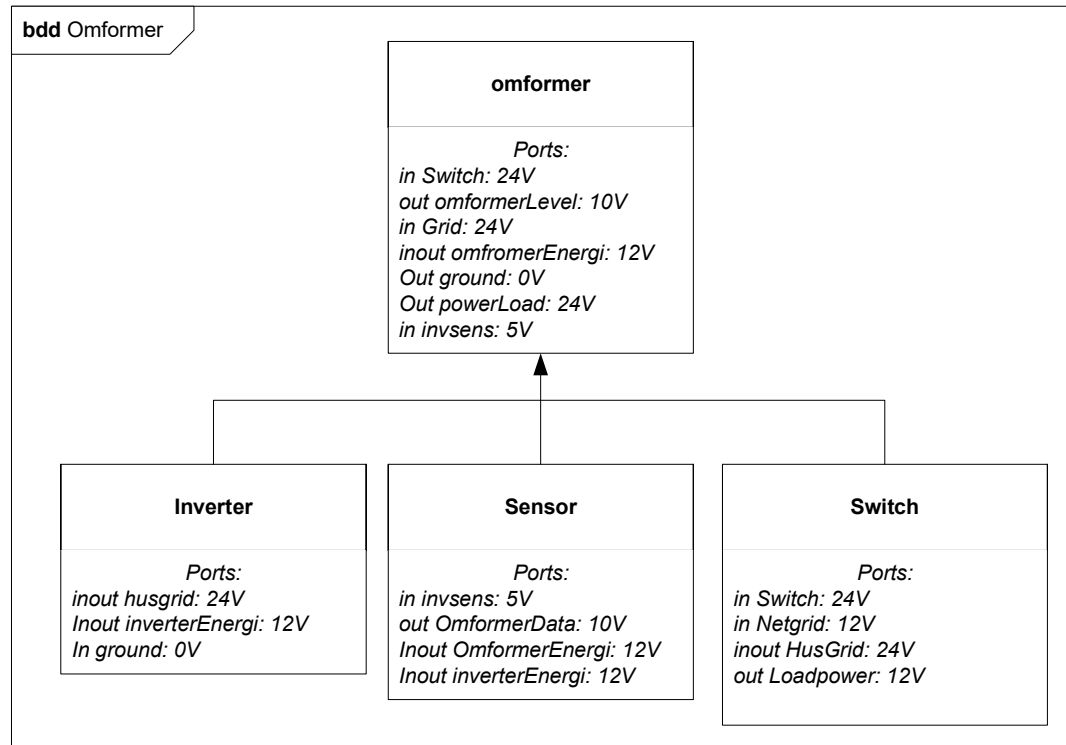 bdd Omformer
omformer
Ports:
in Switch: 24V
out omformerLevel: 10V
in Grid: 24V
inout omfromerEnergi: 12V
Out ground: 0V
Out powerLoad: 24V
in invsens: 5V
Inverter
Ports:
inout husgrid: 24V
Inout inverterEnergi: 12V
In ground: 0V
Sensor
Ports:
in invsens: 5V
out OmformerData: 10V
Inout OmformerEnergi: 12V
Inout inverterEnergi: 12V
Switch
Ports:
in Switch: 24V
in Netgrid: 12V
inout HusGrid: 24V
out Loadpower: 12V